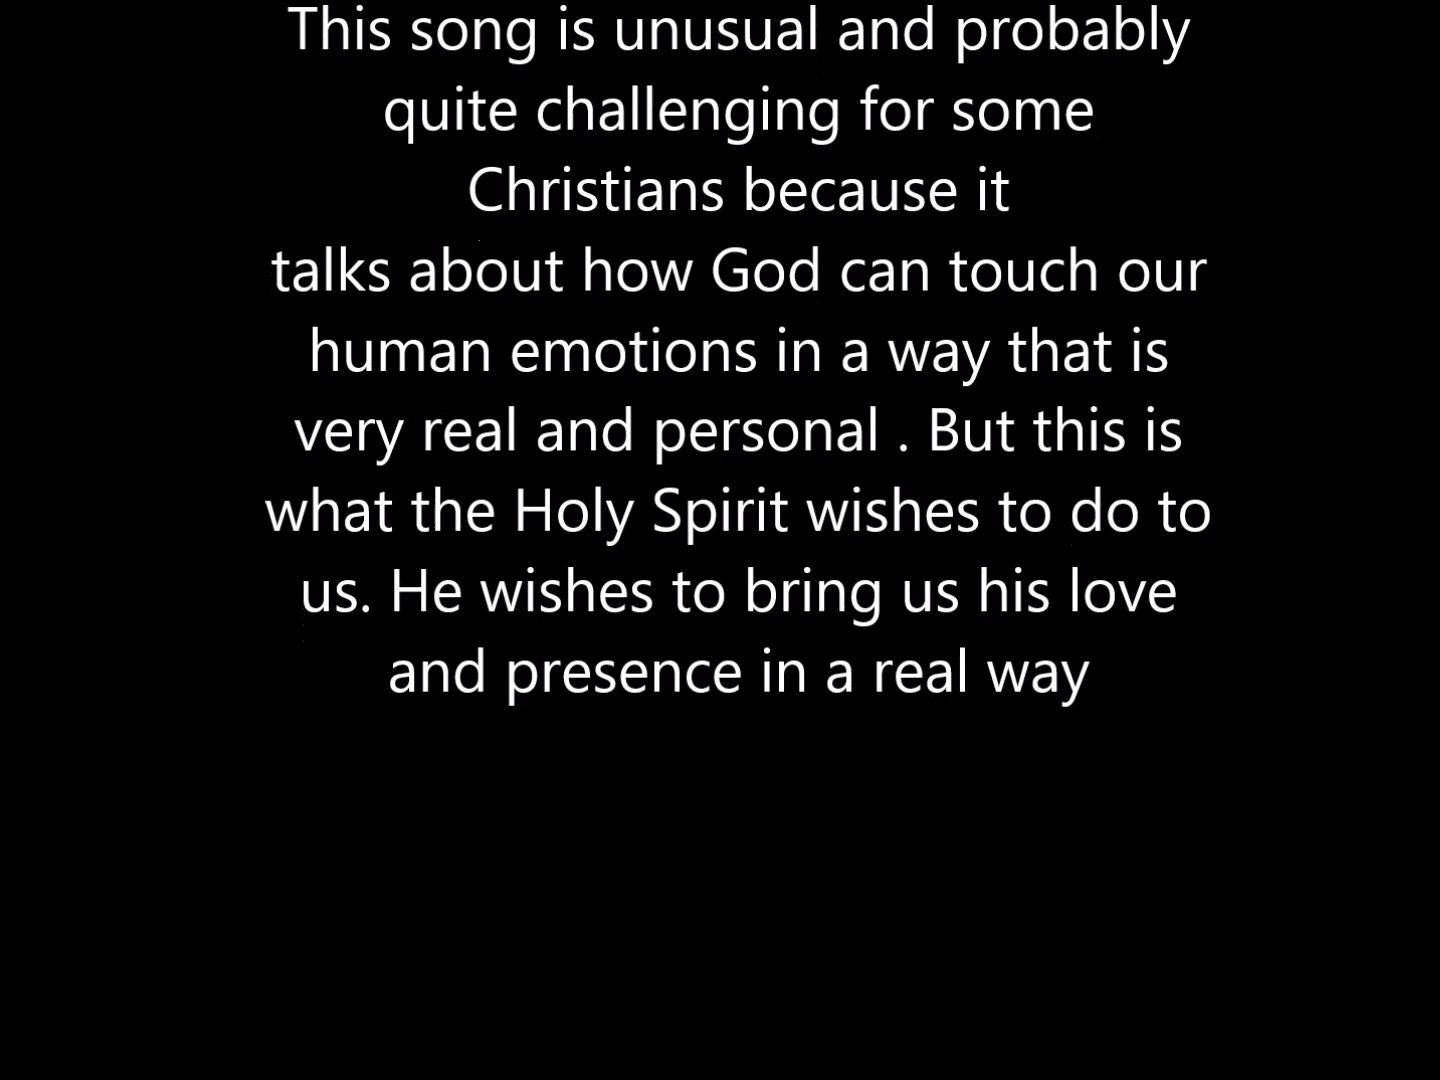 This song is unusual and probably
quite challenging for some
Christians because it
talks about how God can touch our
human emotions in a way that is
very real and personal . But this is
what the Holy Spirit wishes to do to
us. He wishes to bring us his love
and presence in a real way